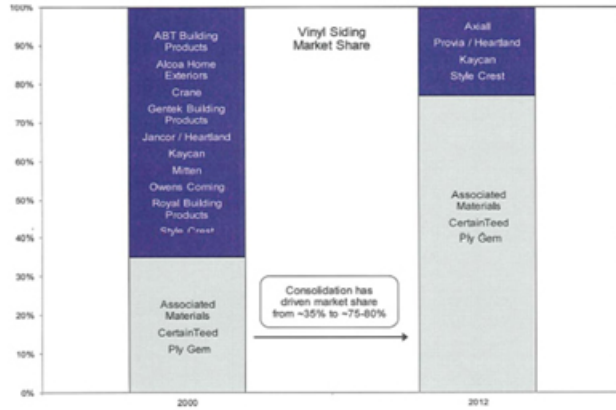 Vinyl Siding
Market Share
100%
90%
80%
70%
60%
50%
40%
30%
20%
10%
0%
ABT Building
Products
Alcoa Home
Exteriors
Crane
Gentek Building
Products
Jancor / Heartland
Kaycan
Mitten
Owens Corning
Royal Building
Products
Style Crest
Associated
Materials
CertainTeed
Ply Gem
Consolidation has
driven market share
from ~35% to ~75-80%
Axiall
Provia / Heartland
Kaycan
Style Crest
Associated
Materials
CertainTeed
Ply Gem
2000
2012